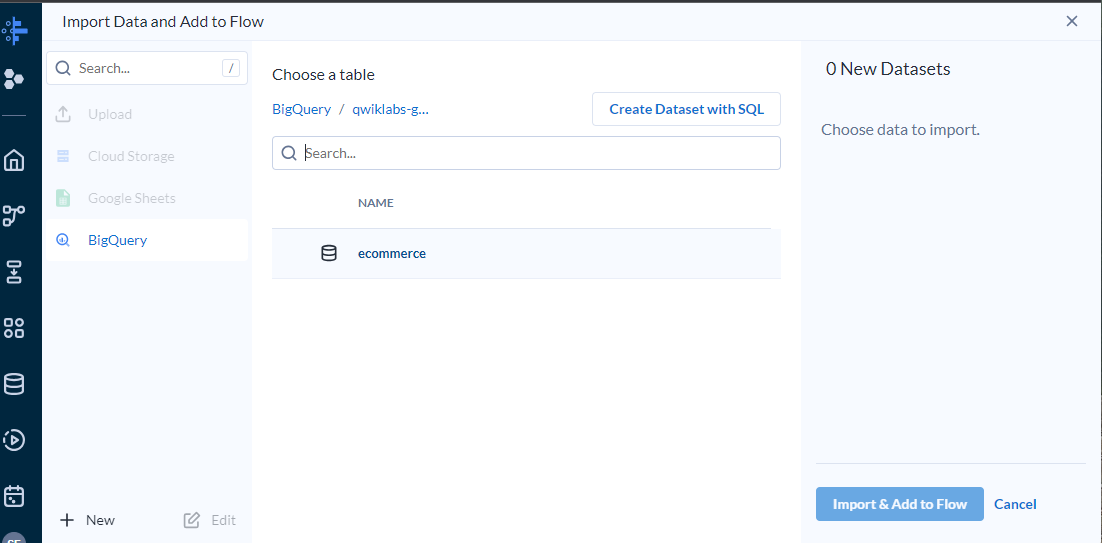 Import Data and Add to Flow
Search...
/
Upload
Cloud Storage
Google Sheets
BigQuery
New
Edit
Choose a table
BigQuery / qwiklabs-g...
Create Dataset with SQL
Search...
NAME
ecommerce
0 New Datasets
Choose data to import.
Import & Add to Flow
Cancel